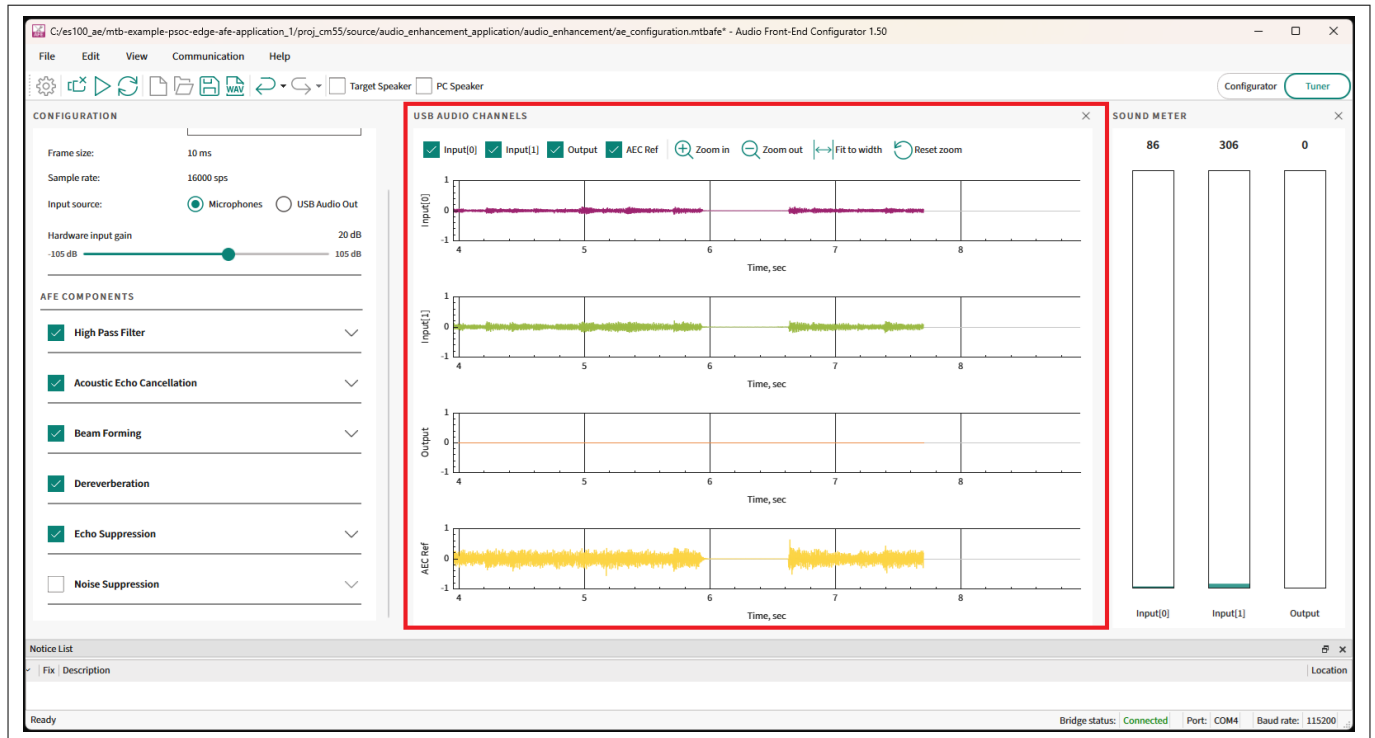 C:/es100_ae/mtb-example-psoc-edge-afe-application_1/proj_cm55/source/audio_enhancement_application/audio_enhancement/ae_configuration.mtbafe* - Audio Front-End Configurator 1.50
File Edit View Communication Help
WAV Target Speaker PC Speaker Configurator Tuner
CONFIGURATION
Frame size: 10 ms
Sample rate: 16000 sps
Input source: Microphones USB Audio Out
Hardware input gain 20 dB
-105 dB 105 dB
AFE COMPONENTS
High Pass Filter
Acoustic Echo Cancellation
Beam Forming
Dereverberation
Echo Suppression
Noise Suppression
USB AUDIO CHANNELS
Input[0] Input[1] Output AEC Ref Zoom in Zoom out Fit to width Reset zoom
Input[0]
1
0
-1
4 5 6 7 8
Time, sec
Input[1]
1
0
-1
4 5 6 7 8
Time, sec
Output
1
0
-1
4 5 6 7 8
Time, sec
AEC Ref
1
0
-1
4 5 6 7 8
Time, sec
SOUND METER
86 306 0
Input[0] Input[1] Output
Notice List
Fix Description Location
Ready Bridge status: Connected Port: COM4 Baud rate: 115200